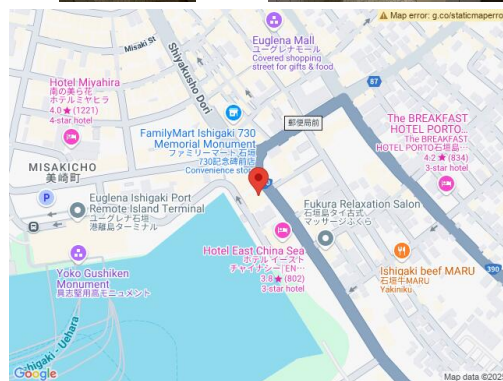 Map error: g.co/staticmaperro
Misaki St
Shiyakusho Dori
Euglena Mall
ユーグレナモール
Covered shopping
street for gifts & food
87
Hotel Miyahira
南の美ら花
ホテルミヤヒラ
4.0★(1221)
4-star hotel
郵便局前
The BREAKFAST
HOTEL PORTO...
THE BREAKFAST
HOTEL PORTO石垣島...
4.2★(834)
3-star hotel
FamilyMart Ishigaki 730
Memorial Monument
ファミリーマート石垣
730記念碑前店
Convenience stor
MISAKICHO
美崎町
P
Euglena Ishigaki Port
Remote Island Terminal
ユーグレナ石垣
港離島ターミナル
Fukura Relaxation Salon
石垣島タイ古式
マッサージふくら
Hotel East China Sea
ホテル イースト
チャイナシー [EN...
3.8★(802)
3-star hotel
Ishigaki beef MARU
石垣牛MARU
Yakiniku
390
Yoko Gushiken
Monument
具志堅用高モニュメント
shigaki - Uehara
Google
Map data ©202